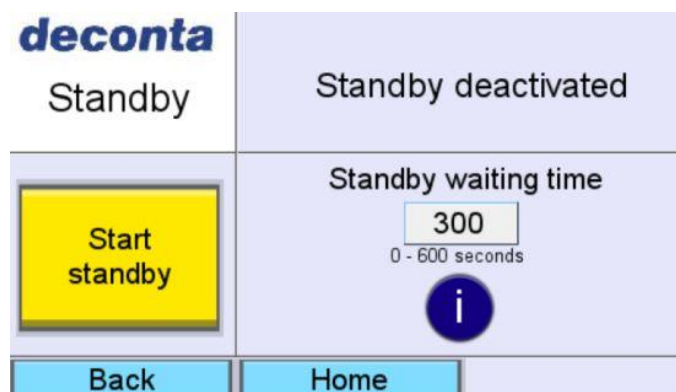 deconta
Standby
Standby deactivated
Start
standby
Standby waiting time
300
0 - 600 seconds
i
Back
Home